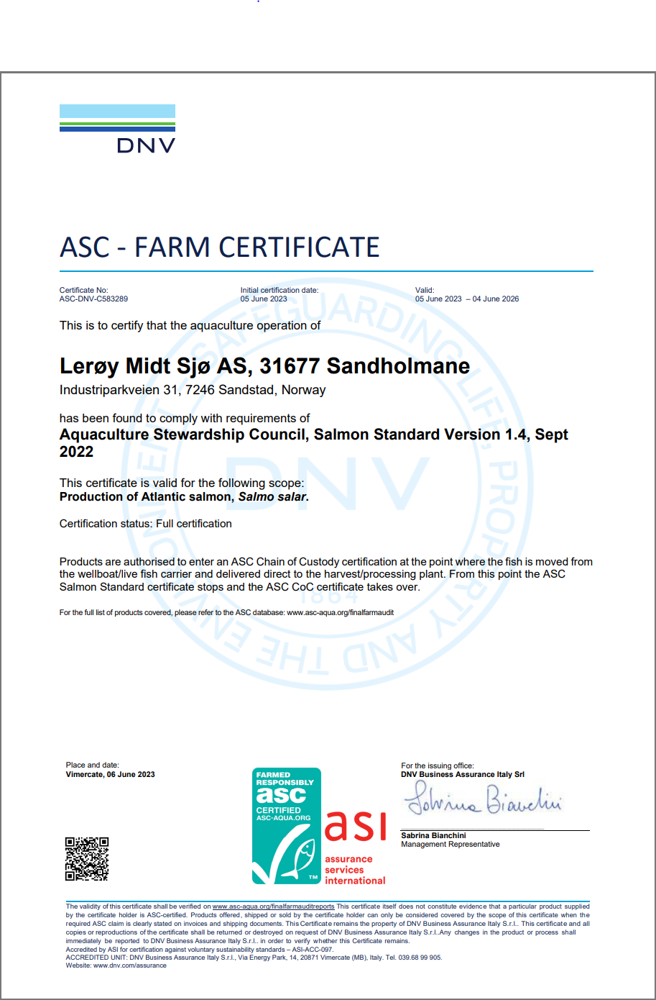 DNV
ASC - FARM CERTIFICATE
Certificate No:
ASC-DNV-C583289
Initial certification date:
05 June 2023
Valid:
05 June 2023 – 04 June 2026
This is to certify that the aquaculture operation of
Lerøy Midt Sjø AS, 31677 Sandholmane
Industriparkveien 31, 7246 Sandstad, Norway
has been found to comply with requirements of
Aquaculture Stewardship Council, Salmon Standard Version 1.4, Sept
2022
This certificate is valid for the following scope:
Production of Atlantic salmon, Salmo salar.
Certification status: Full certification
Products are authorised to enter an ASC Chain of Custody certification at the point where the fish is moved from
the wellboat/live fish carrier and delivered direct to the harvest/processing plant. From this point the ASC
Salmon Standard certificate stops and the ASC CoC certificate takes over.
For the full list of products covered, please refer to the ASC database: www.asc-aqua.org/finalfarmaudit
SAFEGUARDING LIFE, PROPERTY AND THE ENVIRONMENT
DNV
1864
Place and date:
Vimercate, 06 June 2023
FARMED
RESPONSIBLY
asc
CERTIFIED
ASC-AQUA.ORG
TM
asi
assurance
services
international
For the issuing office:
DNV Business Assurance Italy Srl
Sabrina Bianchini
Sabrina Bianchini
Management Representative
The validity of this certificate shall be verified on www.asc-aqua.org/finalfarmauditreports This certificate itself does not constitute evidence that a particular product supplied
by the certificate holder is ASC-certified. Products offered, shipped or sold by the certificate holder can only be considered covered by the scope of this certificate when the
required ASC claim is clearly stated on invoices and shipping documents. This Certificate remains the property of DNV Business Assurance Italy S.r.l.. This certificate and all
copies or reproductions of the certificate shall be returned or destroyed on request of DNV Business Assurance Italy S.r.l..Any changes in the product or process shall
immediately be reported to DNV Business Assurance Italy S.r.l.. in order to verify whether this Certificate remains.
Accredited by ASI for certification against voluntary sustainability standards – ASI-ACC-097.
ACCREDITED UNIT: DNV Business Assurance Italy S.r.l., Via Energy Park, 14, 20871 Vimercate (MB), Italy. Tel. 039.68 99 905.
Website: www.dnv.com/assurance